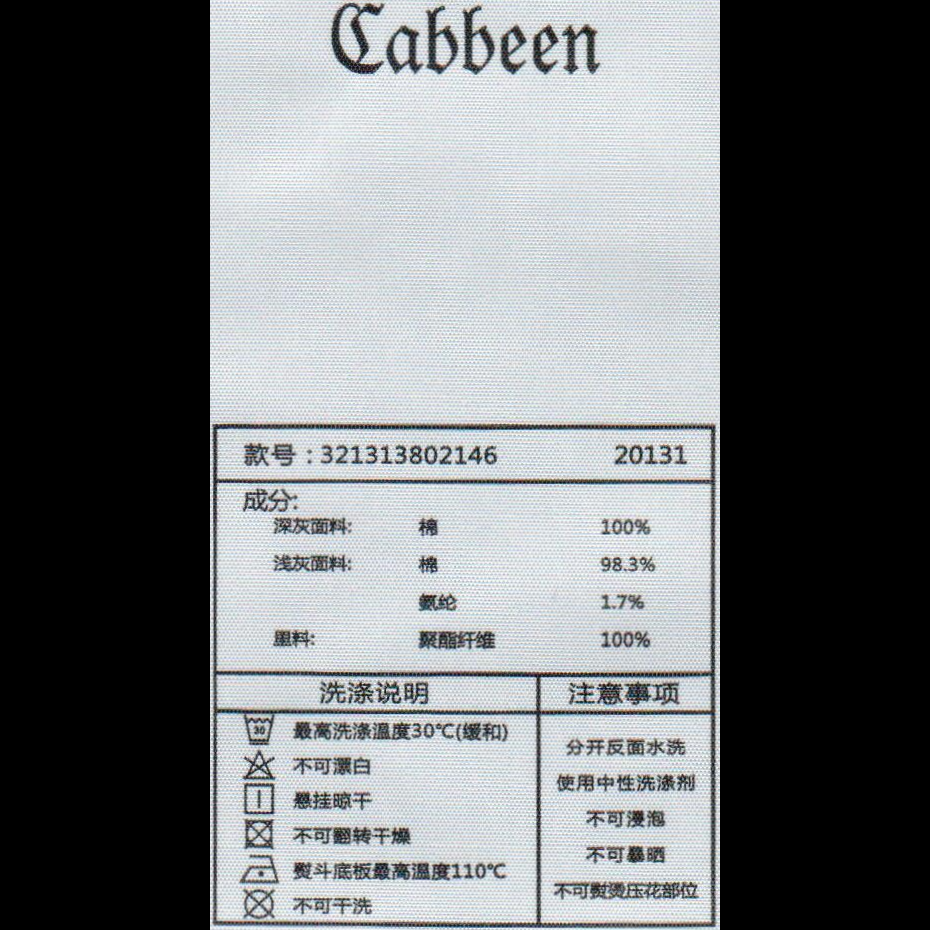 Cabbeen
款号：321313802146 20131
成分:
深灰面料: 棉 100%
浅灰面料: 棉 98.3%
氨纶 1.7%
里料: 聚酯纤维 100%
洗涤说明 注意事项
30 最高洗涤温度30℃(缓和)
不可漂白
悬挂晾干
不可翻转干燥
熨斗底板最高温度110℃
不可干洗
分开反面水洗
使用中性洗涤剂
不可浸泡
不可暴晒
不可熨烫压花部位